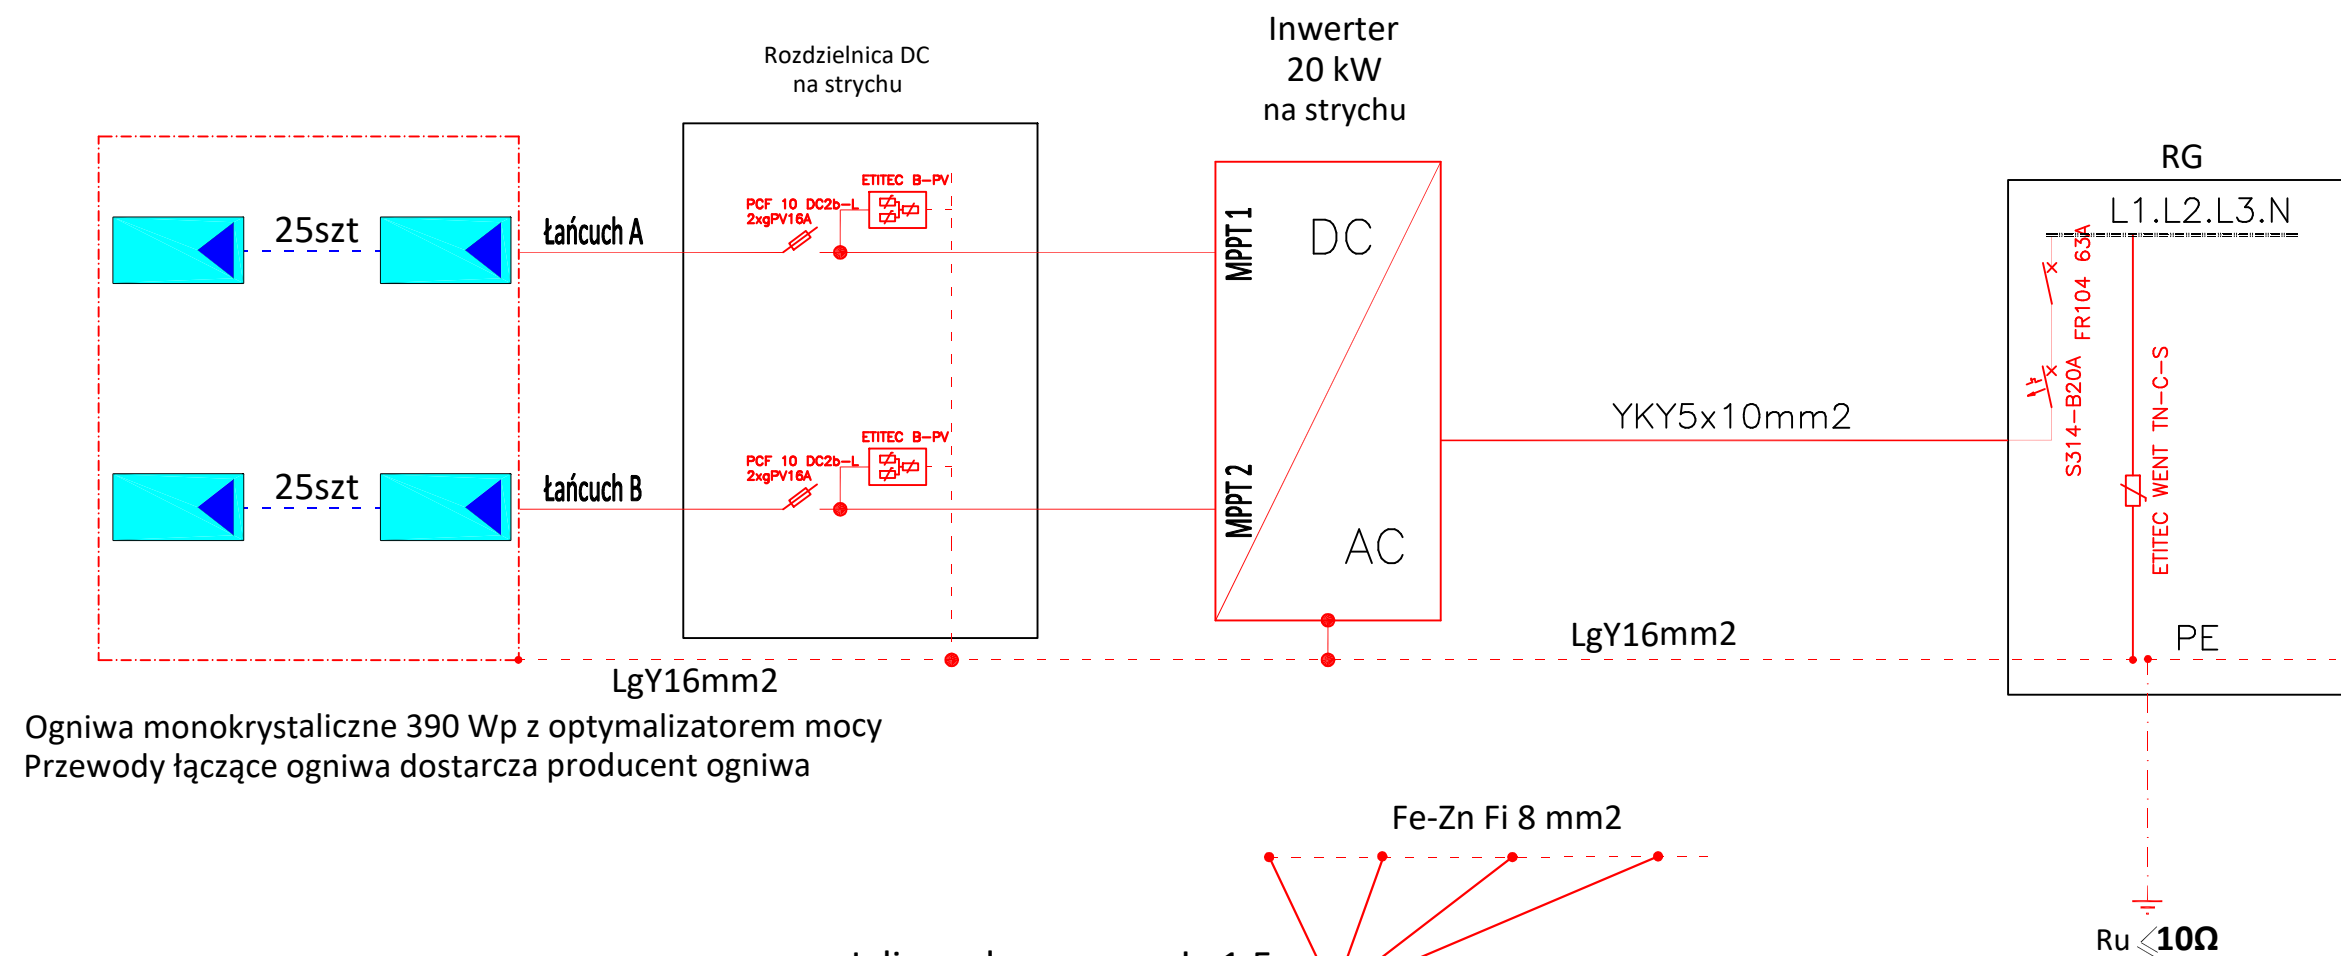 Inwerter
20 kW
na strychu
Rozdzielnica DC
na strychu
RG
L1.L2.L3.N
ETITEC B-PV
PCF 10 DC2b-L
2xgPV16A
25szt
Łańcuch A
MPPT 1
DC
FR104 63A
S314-B20A
ETITEC WENT TN-C-S
YKY5x10mm2
ETITEC B-PV
PCF 10 DC2b-L
2xgPV16A
25szt
Łańcuch B
MPPT 2
AC
LgY16mm2
PE
LgY16mm2
Ogniwa monokrystaliczne 390 Wp z optymalizatorem mocy
Przewody łączące ogniwa dostarcza producent ogniwa
Fe-Zn Fi 8 mm2
Ru ⩽10Ω